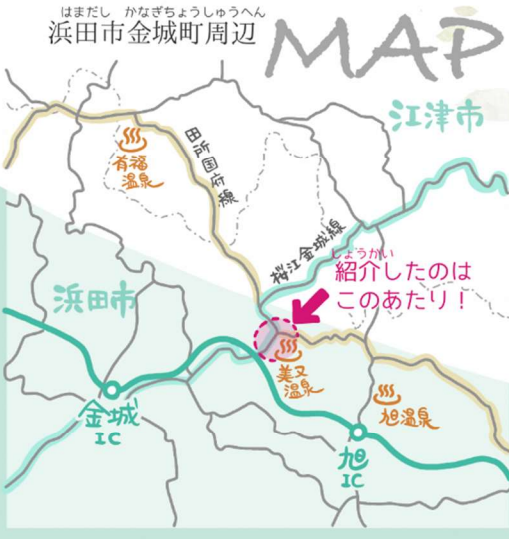 はまだし かなぎちょうしゅうへん
浜田市金城町周辺
MAP
江津市
有福
温泉
田所国府線
桜江金城線
しょうかい
紹介したのは
このあたり！
浜田市
美又
温泉
旭温泉
金城
IC
旭
IC